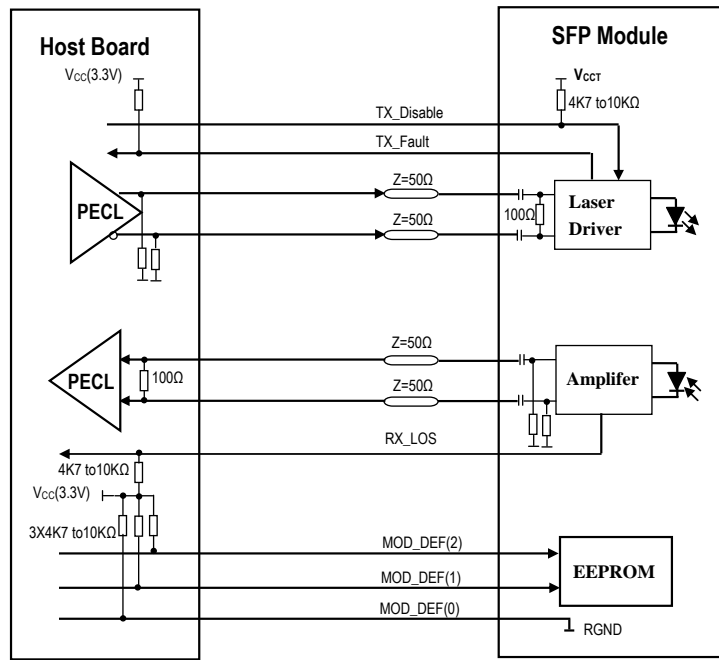 Host Board
SFP Module
VCC(3.3V)
VCCT
4K7 to10KΩ
TX_Disable
TX_Fault
PECL
Z=50Ω
Z=50Ω
100Ω
Laser
Driver
PECL
100Ω
Z=50Ω
Z=50Ω
Amplifer
RX_LOS
4K7 to10KΩ
VCC(3.3V)
3X4K7 to10KΩ
MOD_DEF(2)
MOD_DEF(1)
EEPROM
MOD_DEF(0)
RGND